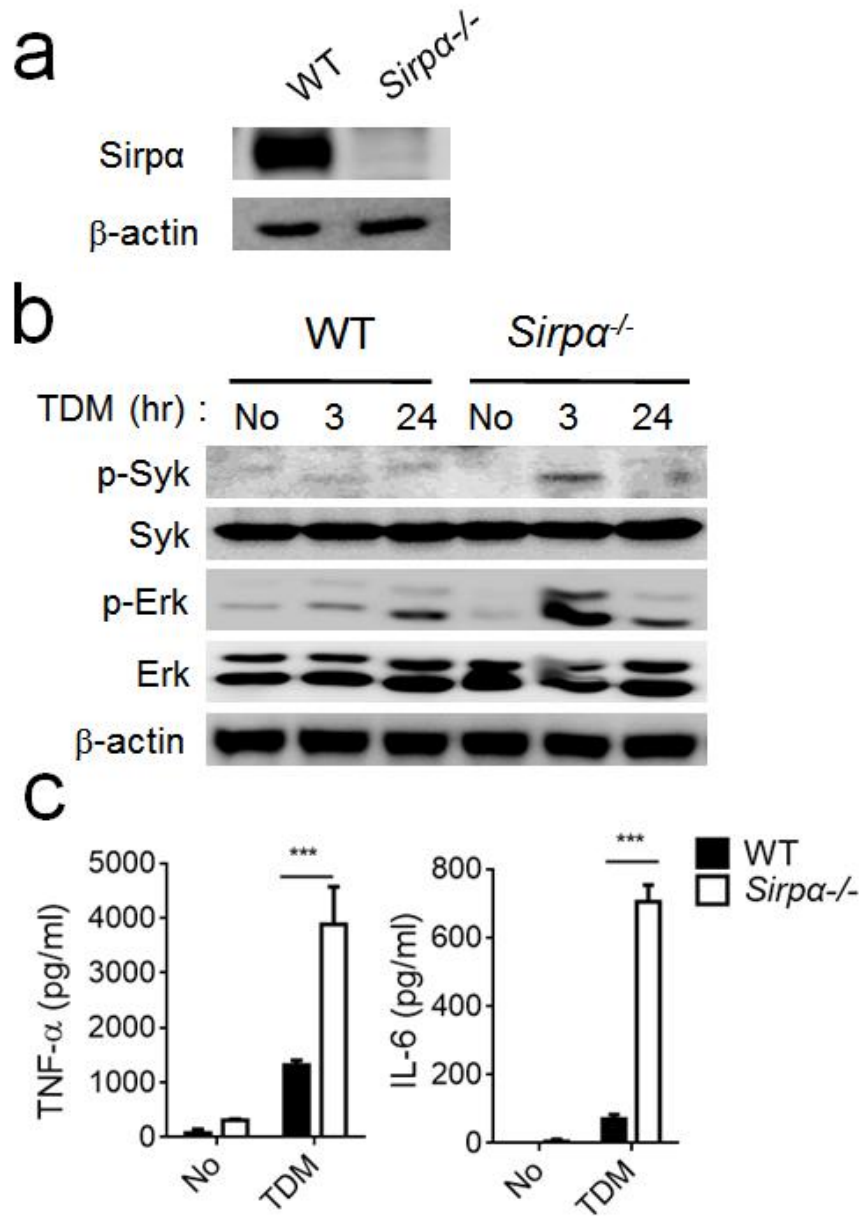 a
WT Sirpα-/-
Sirpα
β-actin
b
WT Sirpα-/-
TDM (hr) : No 3 24 No 3 24
p-Syk
Syk
p-Erk
Erk
β-actin
c
TNF-α (pg/ml)
5000
4000
3000
2000
1000
0
***
No TDM
IL-6 (pg/ml)
800
600
400
200
0
***
No TDM
WT
Sirpα-/-